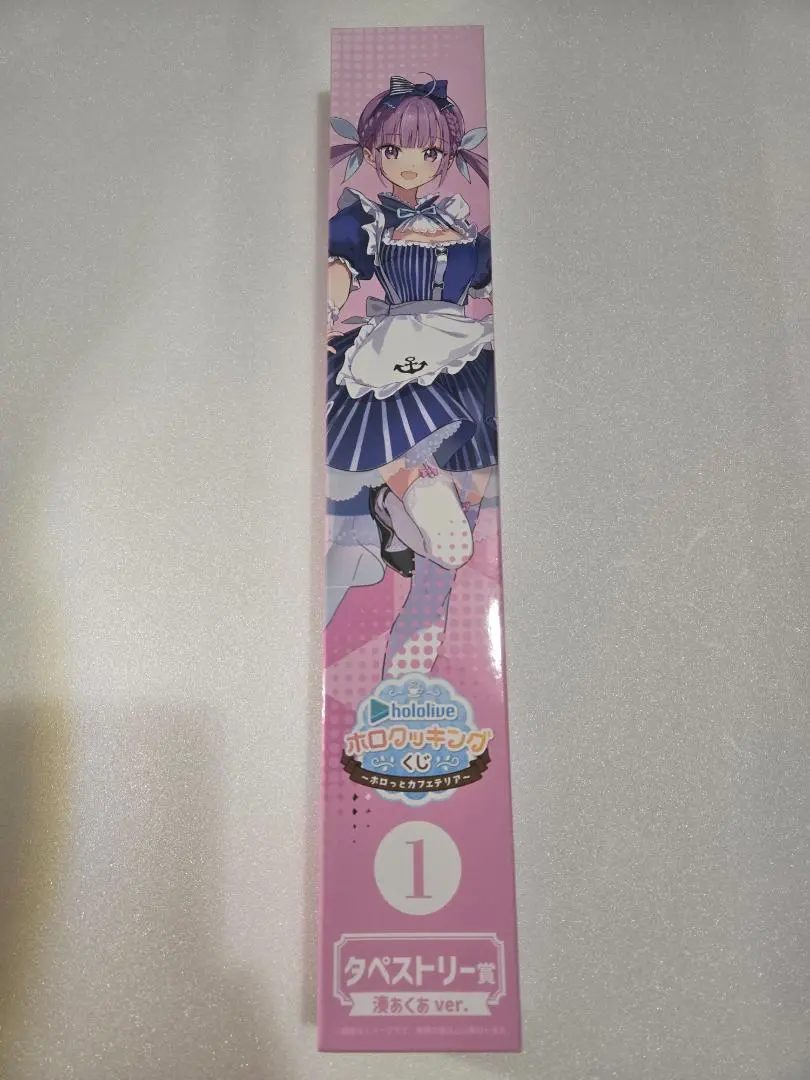 hololive
ホロクッキング
くじ
～ホロっとカフェテリア～
1
タペストリー賞
湊あくあ ver.